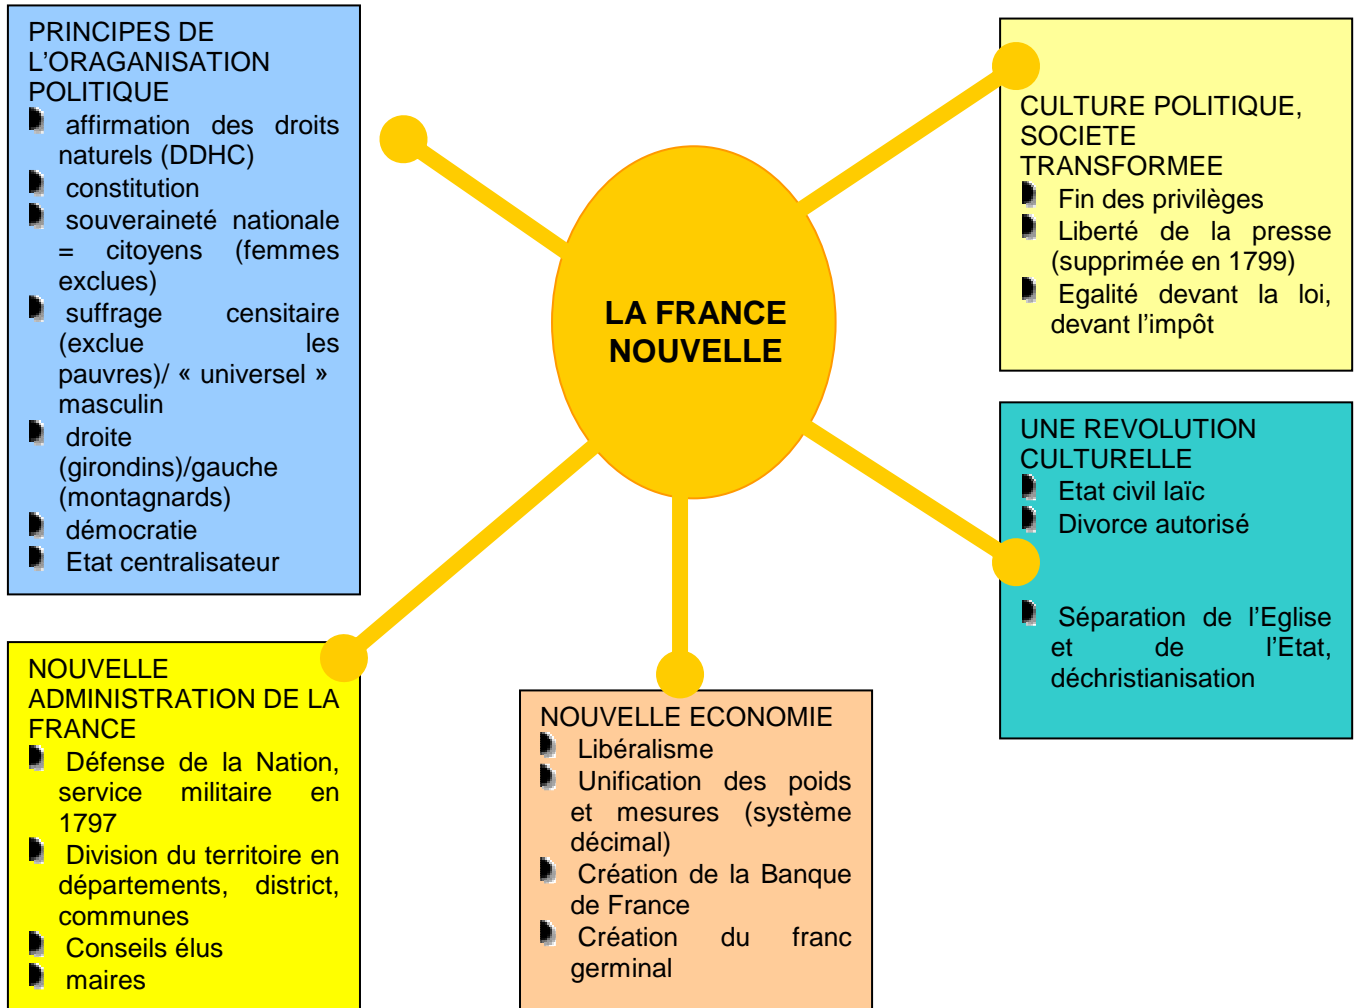 PRINCIPES DE
L'ORAGANISATION
POLITIQUE
affirmation des droits
naturels (DDHC)
constitution
souveraineté nationale
= citoyens (femmes
exclues)
suffrage censitaire
(exclue les
pauvres)/ « universel »
masculin
droite
(girondins)/gauche
(montagnards)
démocratie
Etat centralisateur
LA FRANCE
NOUVELLE
CULTURE POLITIQUE,
SOCIETE
TRANSFORMEE
Fin des privilèges
Liberté de la presse
(supprimée en 1799)
Egalité devant la loi,
devant l'impôt
UNE REVOLUTION
CULTURELLE
Etat civil laïc
Divorce autorisé
Séparation de l'Eglise
et de l'Etat,
déchristianisation
NOUVELLE
ADMINISTRATION DE LA
FRANCE
Défense de la Nation,
service militaire en
1797
Division du territoire en
départements, district,
communes
Conseils élus
maires
NOUVELLE ECONOMIE
Libéralisme
Unification des poids
et mesures (système
décimal)
Création de la Banque
de France
Création du franc
germinal